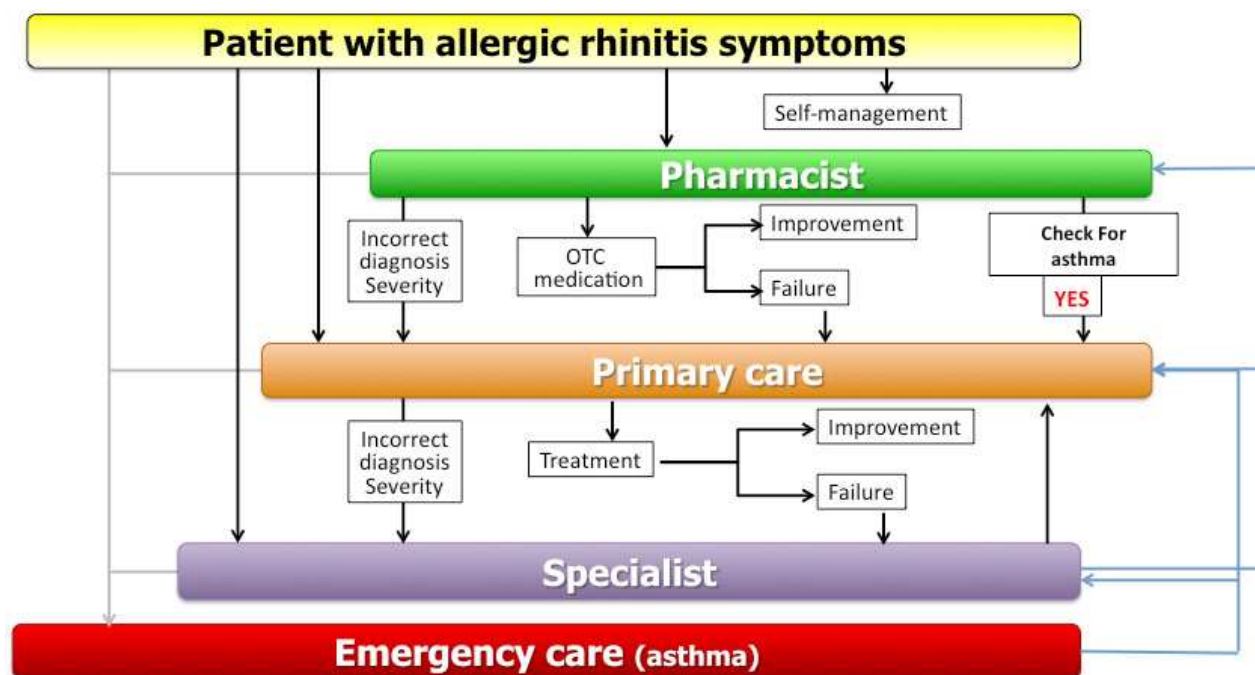 Patient with allergic rhinitis symptoms
Self-management
Pharmacist
Incorrect
diagnosis
Severity
OTC
medication
Improvement
Failure
Check For
asthma
YES
Primary care
Incorrect
diagnosis
Severity
Treatment
Improvement
Failure
Specialist
Emergency care (asthma)